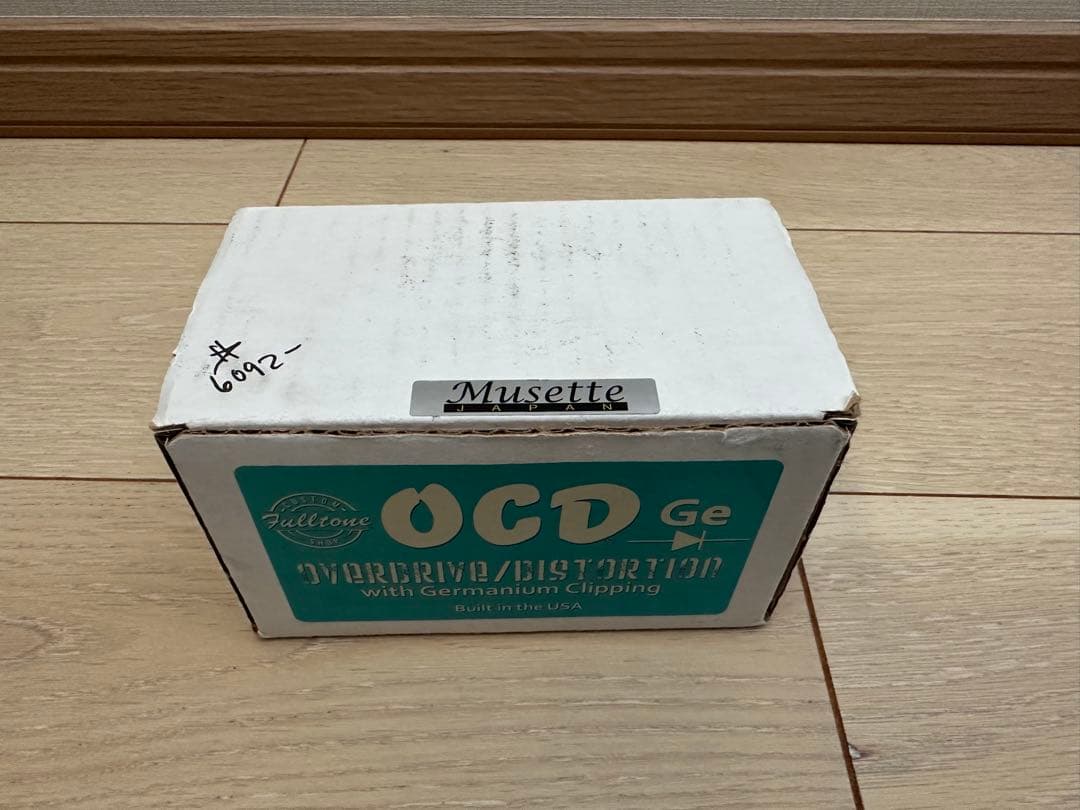 #
6092-
Musette
JAPAN
CUSTOM
Fulltone
SHOP
OCD
Ge
OVERDRIVE/DISTORTION
with Germanium Clipping
Built in the USA